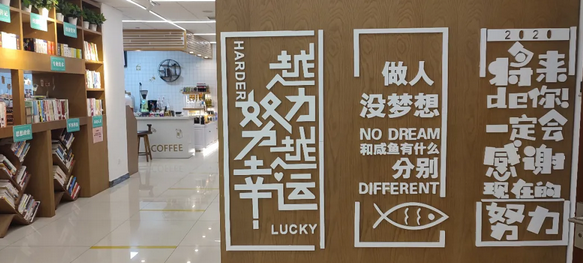 HARDER
越
努力
越
幸运
LUCKY
做人
没梦想
NO DREAM
和咸鱼有什么
分别
DIFFERENT
2020
将来
de你!
一定会
感谢
现在的
努力
COFFEE